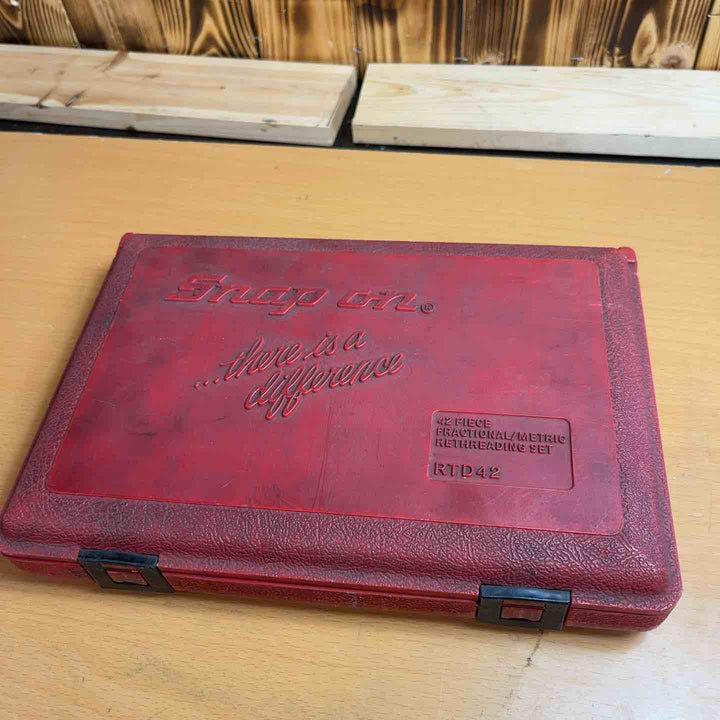 Snap on®
...there is a
difference
42 PIECE
FRACTIONAL/METRIC
RETHREADING SET
RTD42